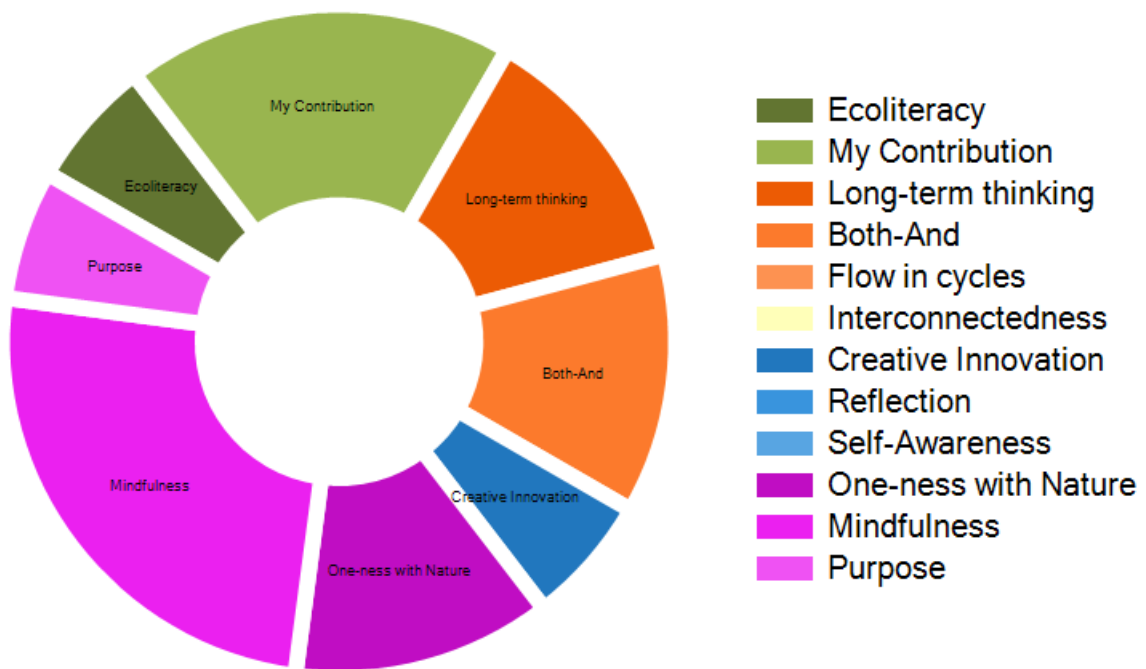 My Contribution
Ecoliteracy
Long-term thinking
Purpose
Both-And
Mindfulness
Creative Innovation
One-ness with Nature
Ecoliteracy
My Contribution
Long-term thinking
Both-And
Flow in cycles
Interconnectedness
Creative Innovation
Reflection
Self-Awareness
One-ness with Nature
Mindfulness
Purpose